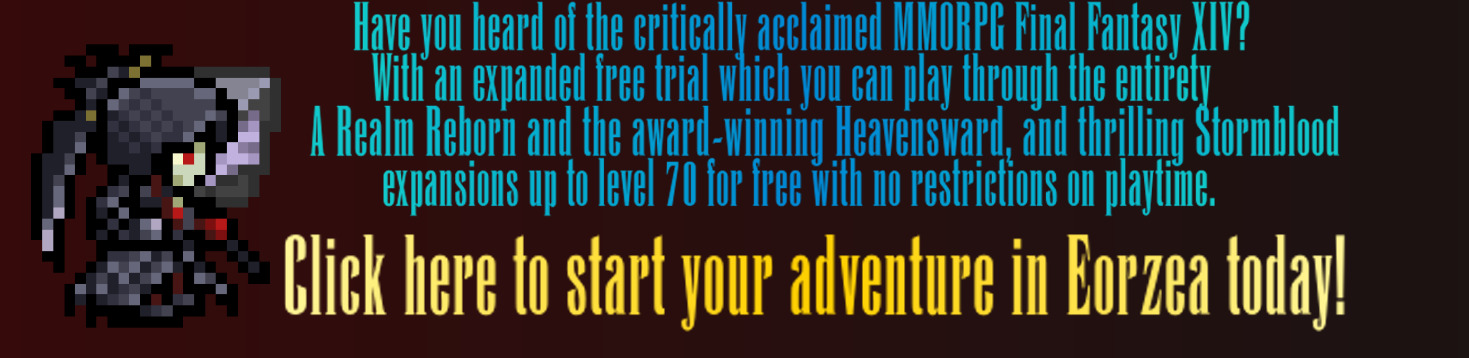 Have you heard of the critically acclaimed MMORPG Final Fantasy XIV?
With an expanded free trial which you can play through the entirety
A Realm Reborn and the award-winning Heavensward, and thrilling Stormblood
expansions up to level 70 for free with no restrictions on playtime.
Click here to start your adventure in Eorzea today!